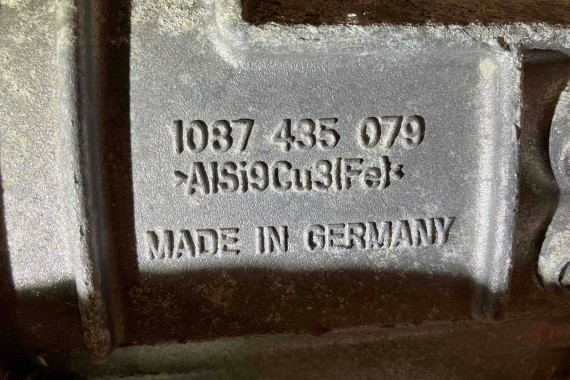 1087 435 079
>AlSi9Cu3(Fe)<
MADE IN GERMANY